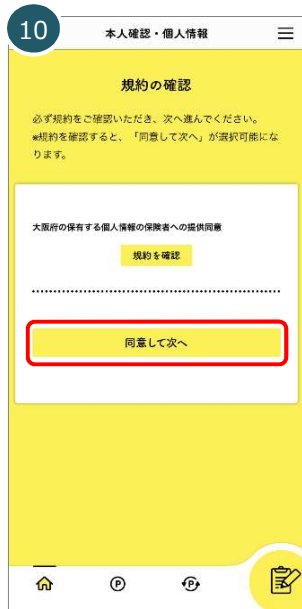 10
本人確認・個人情報
規約の確認
必ず規約をご確認いただき、次へ進んでください。
※規約を確認すると、「同意して次へ」が選択可能にな
ります。
大阪府の保有する個人情報の保険者への提供同意
規約を確認
同意して次へ
P
P